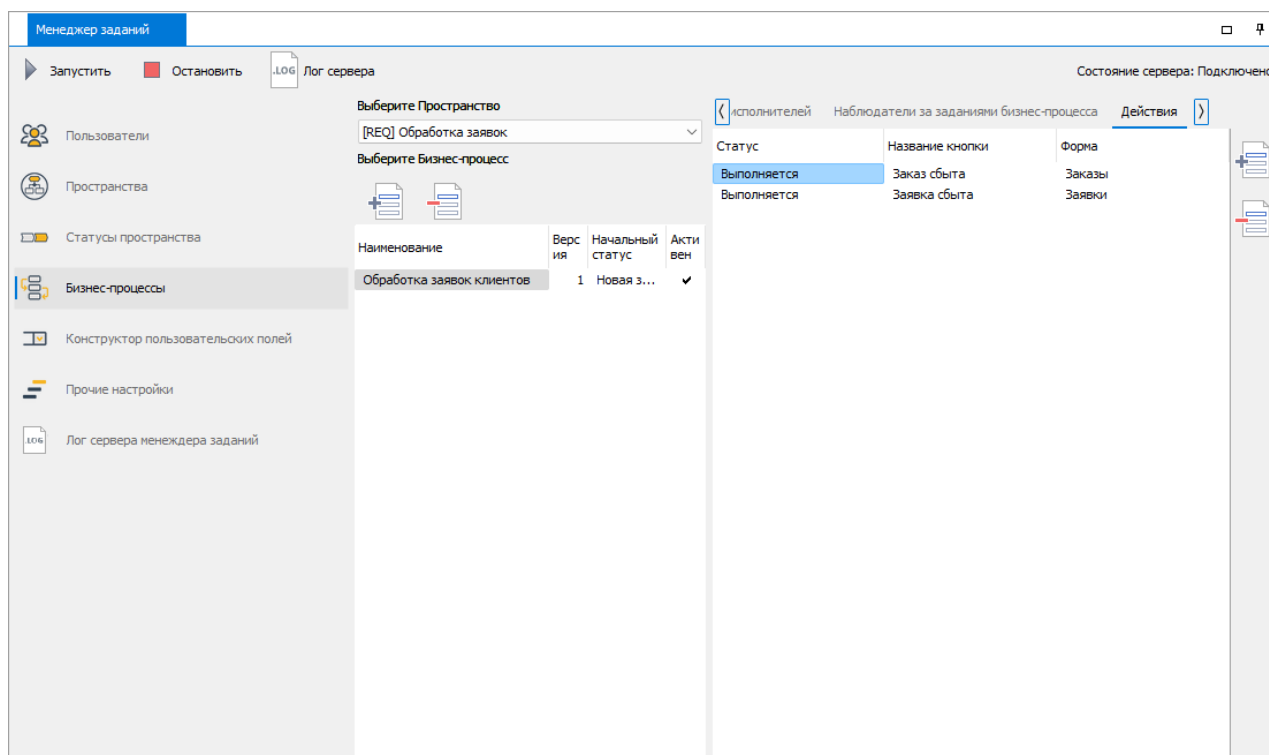 Менеджер заданий
Запустить Остановить .LOG Лог сервера Состояние сервера: Подключено
Пользователи
Пространства
Статусы пространства
Бизнес-процессы
Конструктор пользовательских полей
Прочие настройки
.LOG Лог сервера менеждера заданий
Выберите Пространство
[REQ] Обработка заявок
Выберите Бизнес-процесс
Наименование Версия Начальный статус Активен
Обработка заявок клиентов 1 Новая з...
исполнителей Наблюдатели за заданиями бизнес-процесса Действия
Статус Название кнопки Форма
Выполняется Заказ сбыта Заказы
Выполняется Заявка сбыта Заявки